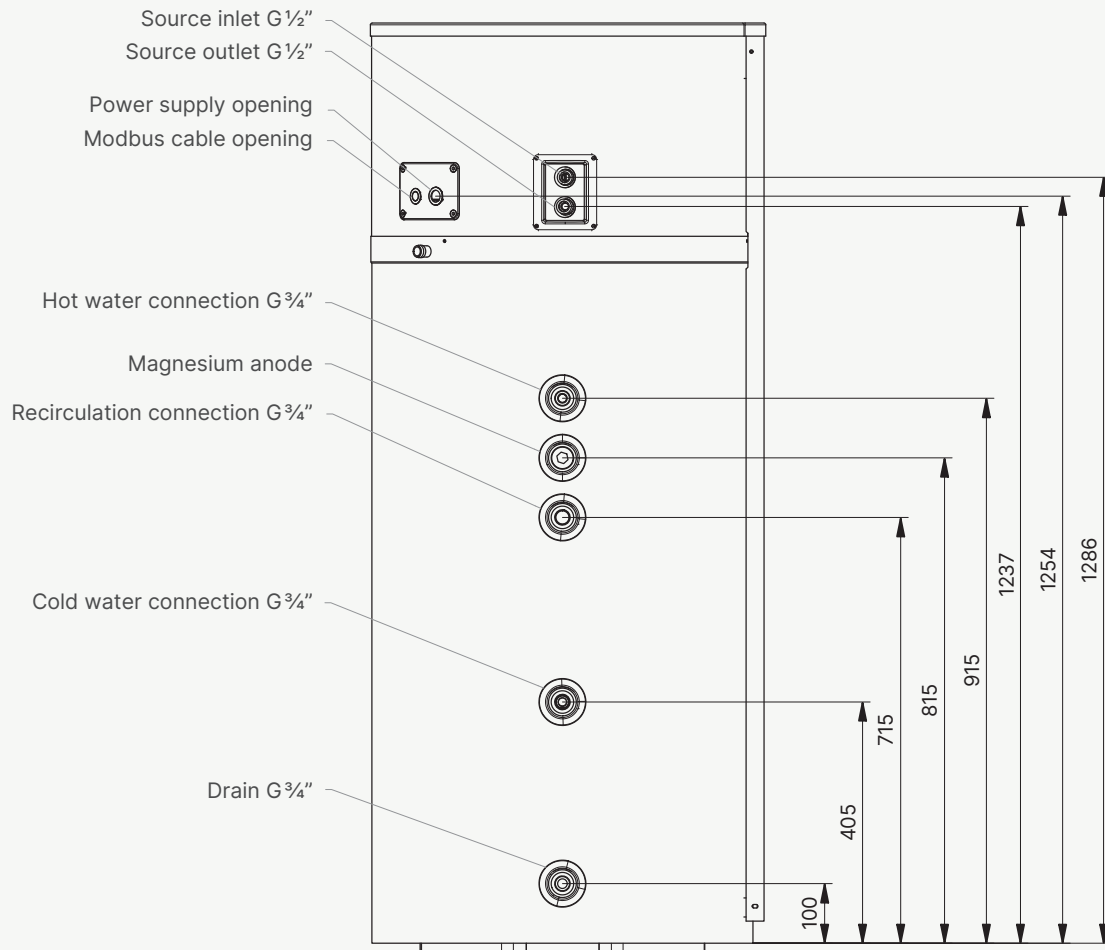 Source inlet G½”
Source outlet G½”
Power supply opening
Modbus cable opening
Hot water connection G¾”
Magnesium anode
Recirculation connection G¾”
Cold water connection G¾”
Drain G¾”
100
405
715
815
915
1237
1254
1286